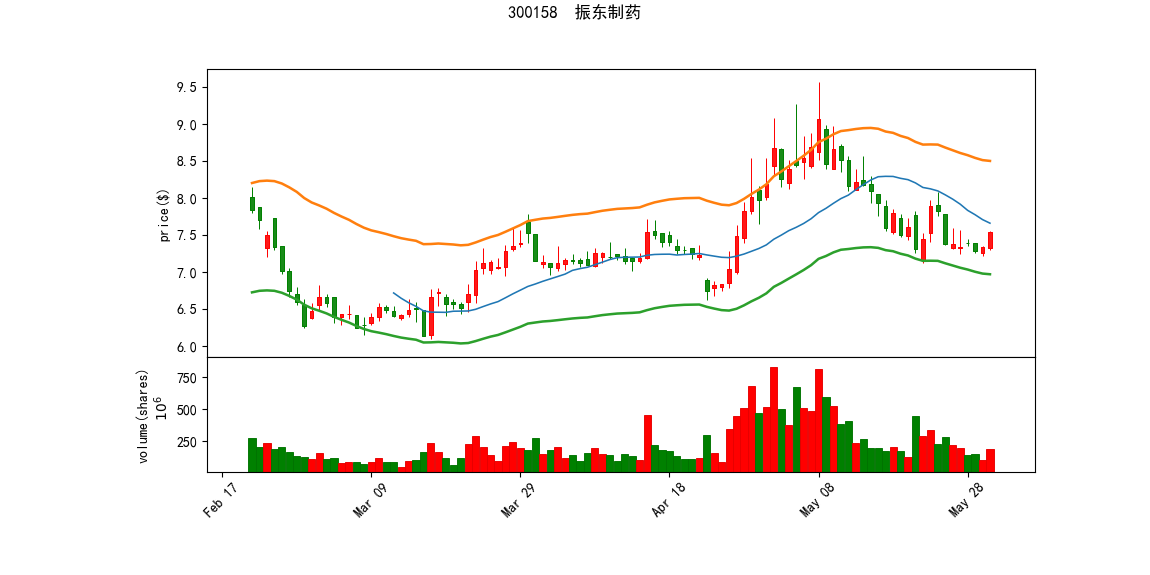 300158 振东制药
price($)
9.5
9.0
8.5
8.0
7.5
7.0
6.5
6.0
volume(shares)
10^6
750
500
250
Feb 17
Mar 09
Mar 29
Apr 18
May 08
May 28